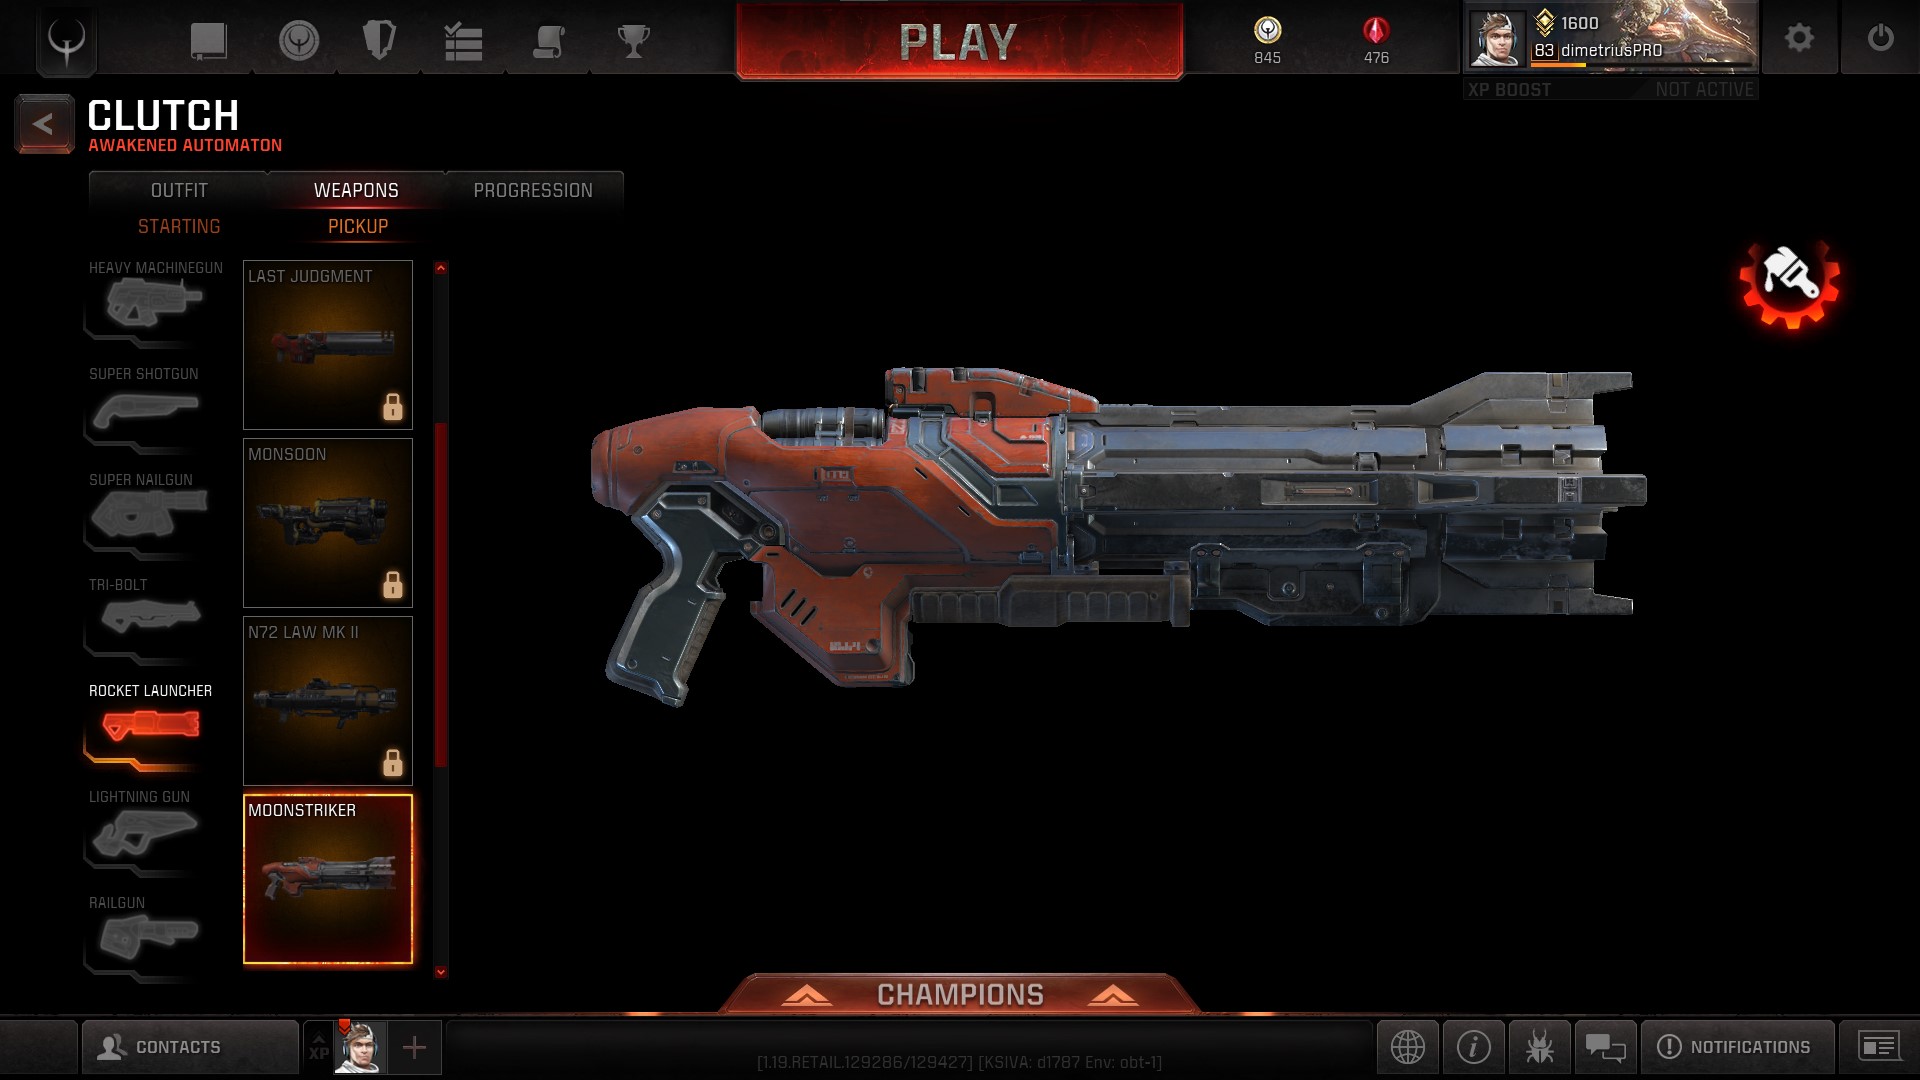 PLAY
845
476
1600
83 dimetriusPRO
XP BOOST NOT ACTIVE
<
CLUTCH
AWAKENED AUTOMATON
OUTFIT WEAPONS PROGRESSION
STARTING PICKUP
HEAVY MACHINEGUN
SUPER SHOTGUN
SUPER NAILGUN
TRI-BOLT
ROCKET LAUNCHER
LIGHTNING GUN
RAILGUN
LAST JUDGMENT
MONSOON
N72 LAW MK II
MOONSTRIKER
CHAMPIONS
CONTACTS
XP
+
[1.19.RETAIL.129286/129427] [KSIVA: d1787 Env: obt-1]
NOTIFICATIONS